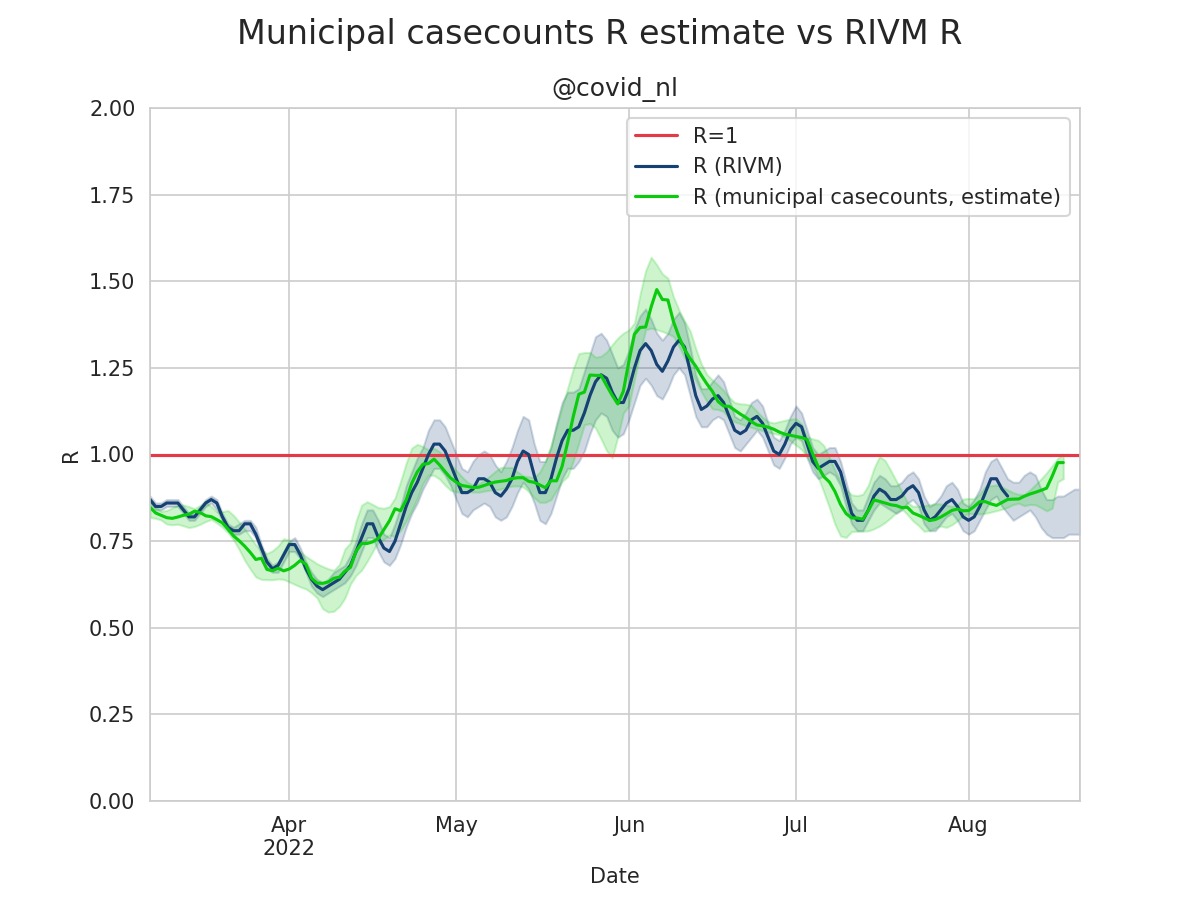 Municipal casecounts R estimate vs RIVM R
@covid_nl
2.00
1.75
1.50
1.25
1.00
0.75
0.50
0.25
0.00
R
R=1
R (RIVM)
R (municipal casecounts, estimate)
Apr
2022
May
Jun
Jul
Aug
Date